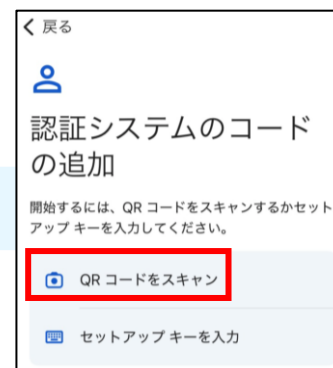 戻る
認証システムのコード
の追加
開始するには、QR コードをスキャンするかセット
アップ キーを入力してください。
QR コードをスキャン
セットアップ キーを入力